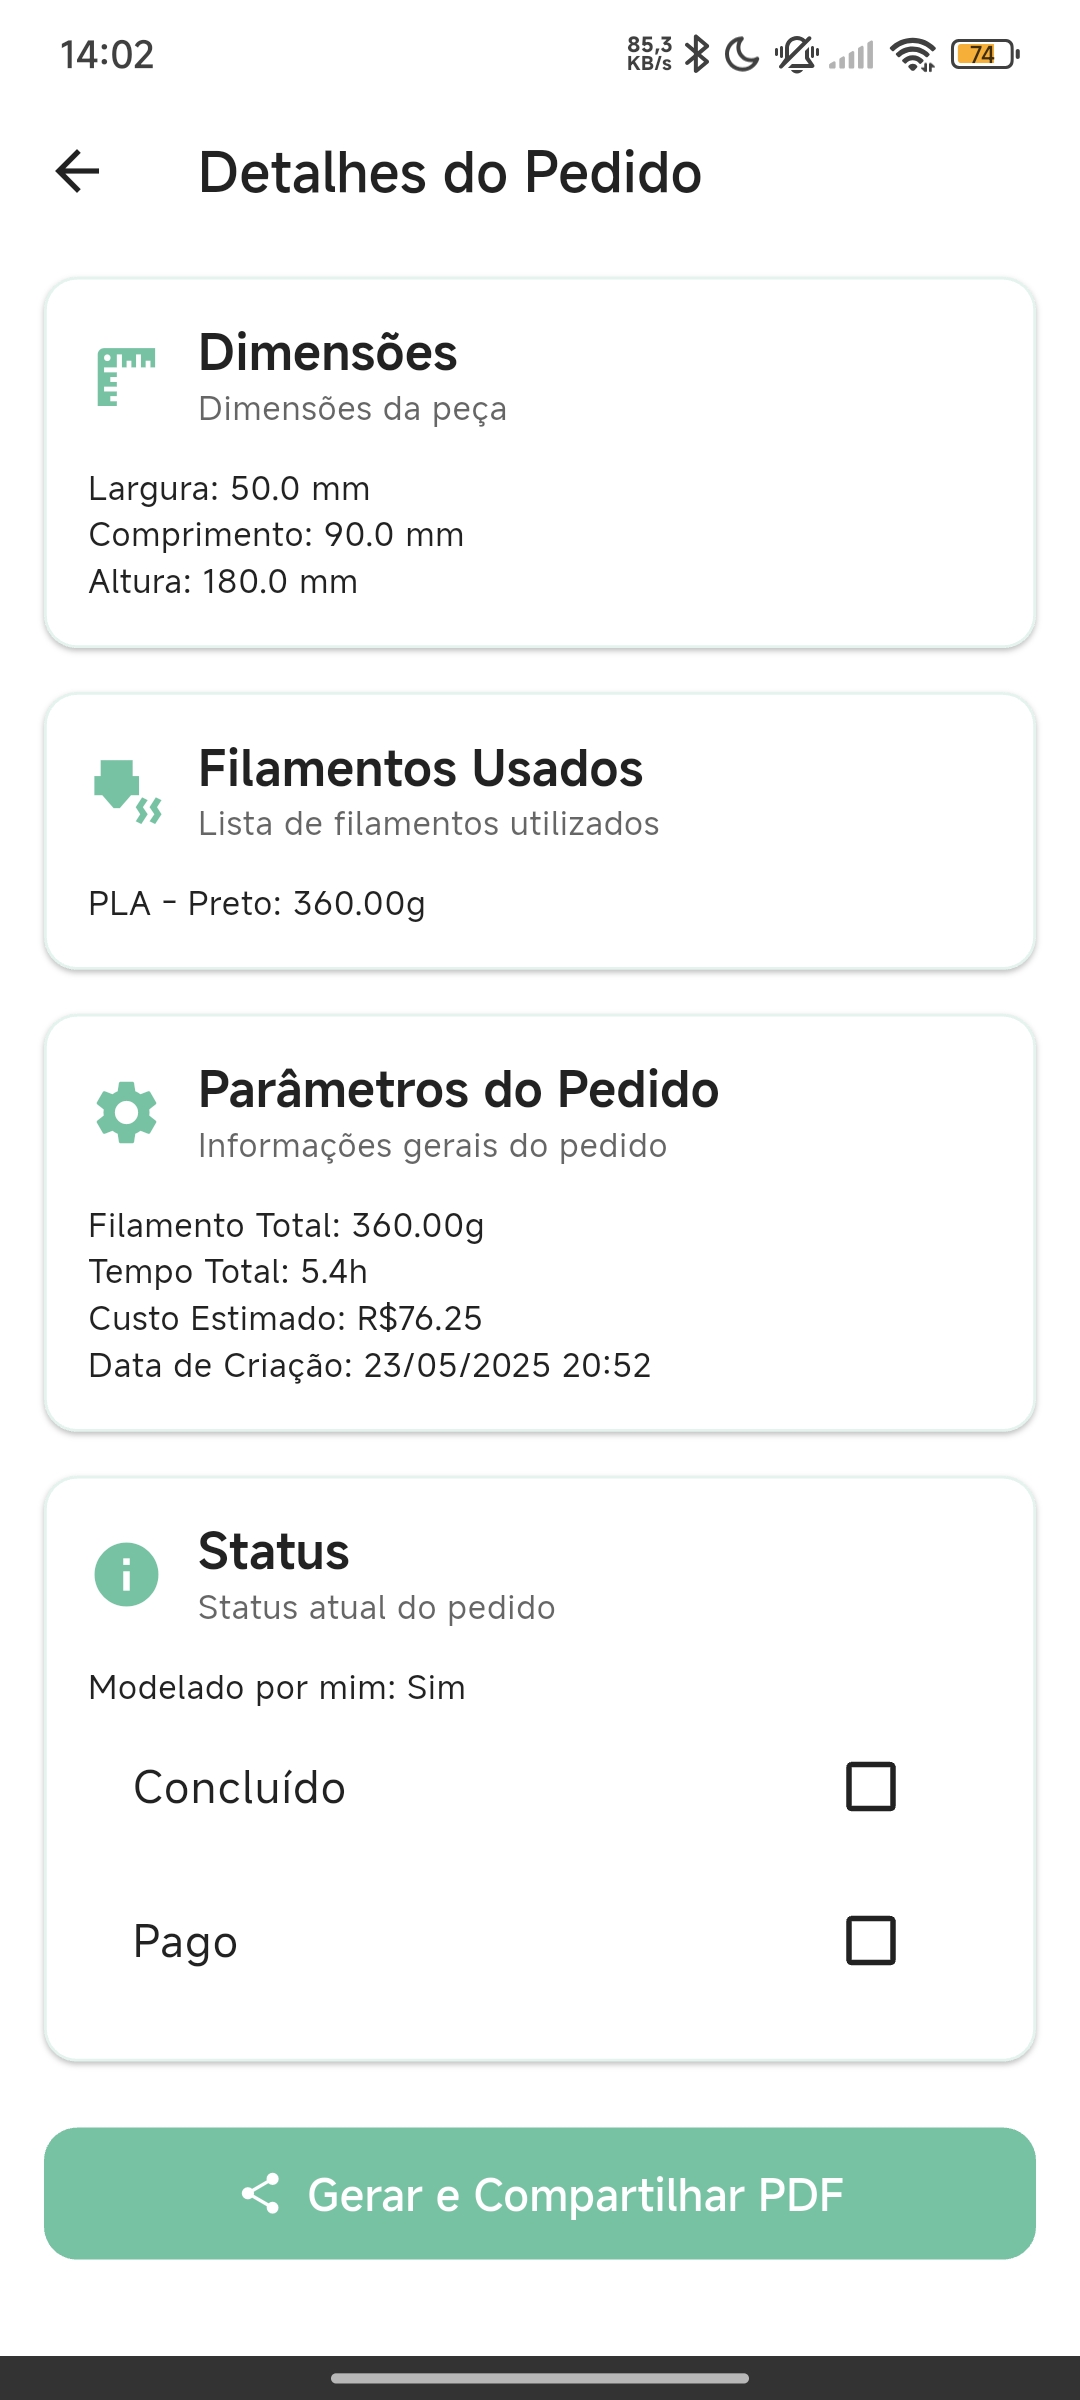 14:02
85,3
KB/s
74
Detalhes do Pedido
Dimensões
Dimensões da peça
Largura: 50.0 mm
Comprimento: 90.0 mm
Altura: 180.0 mm
Filamentos Usados
Lista de filamentos utilizados
PLA - Preto: 360.00g
Parâmetros do Pedido
Informações gerais do pedido
Filamento Total: 360.00g
Tempo Total: 5.4h
Custo Estimado: R$76.25
Data de Criação: 23/05/2025 20:52
Status
Status atual do pedido
Modelado por mim: Sim
Concluído
Pago
Gerar e Compartilhar PDF